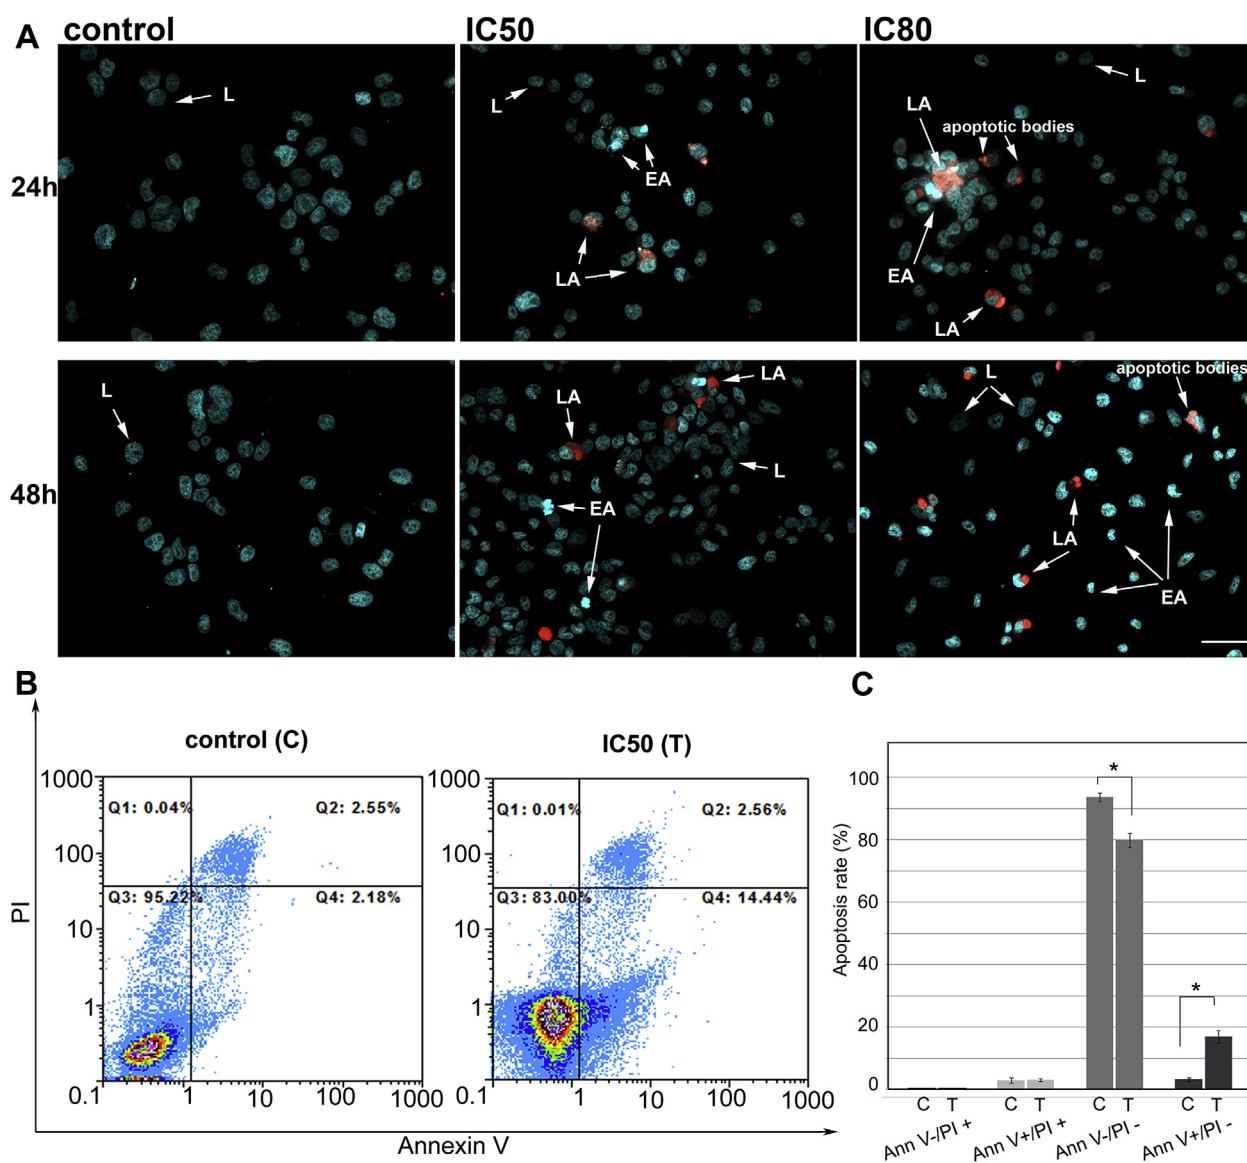 A
control
IC50
IC80
24h
L
L
EA
LA
L
LA
apoptotic bodies
EA
LA
48h
L
LA
LA
L
EA
L
apoptotic bodies
LA
EA
B
control (C)
IC50 (T)
PI
1000
100
10
1
0.1
1
10
100
1000
Q1: 0.04%
Q2: 2.55%
Q3: 95.22%
Q4: 2.18%
1000
100
10
1
0.1
1
10
100
1000
Q1: 0.01%
Q2: 2.56%
Q3: 83.00%
Q4: 14.44%
Annexin V
C
Apoptosis rate (%)
100
80
60
40
20
0
*
*
C T C T C T C T
Ann V-/PI +
Ann V+/PI +
Ann V-/PI -
Ann V+/PI -